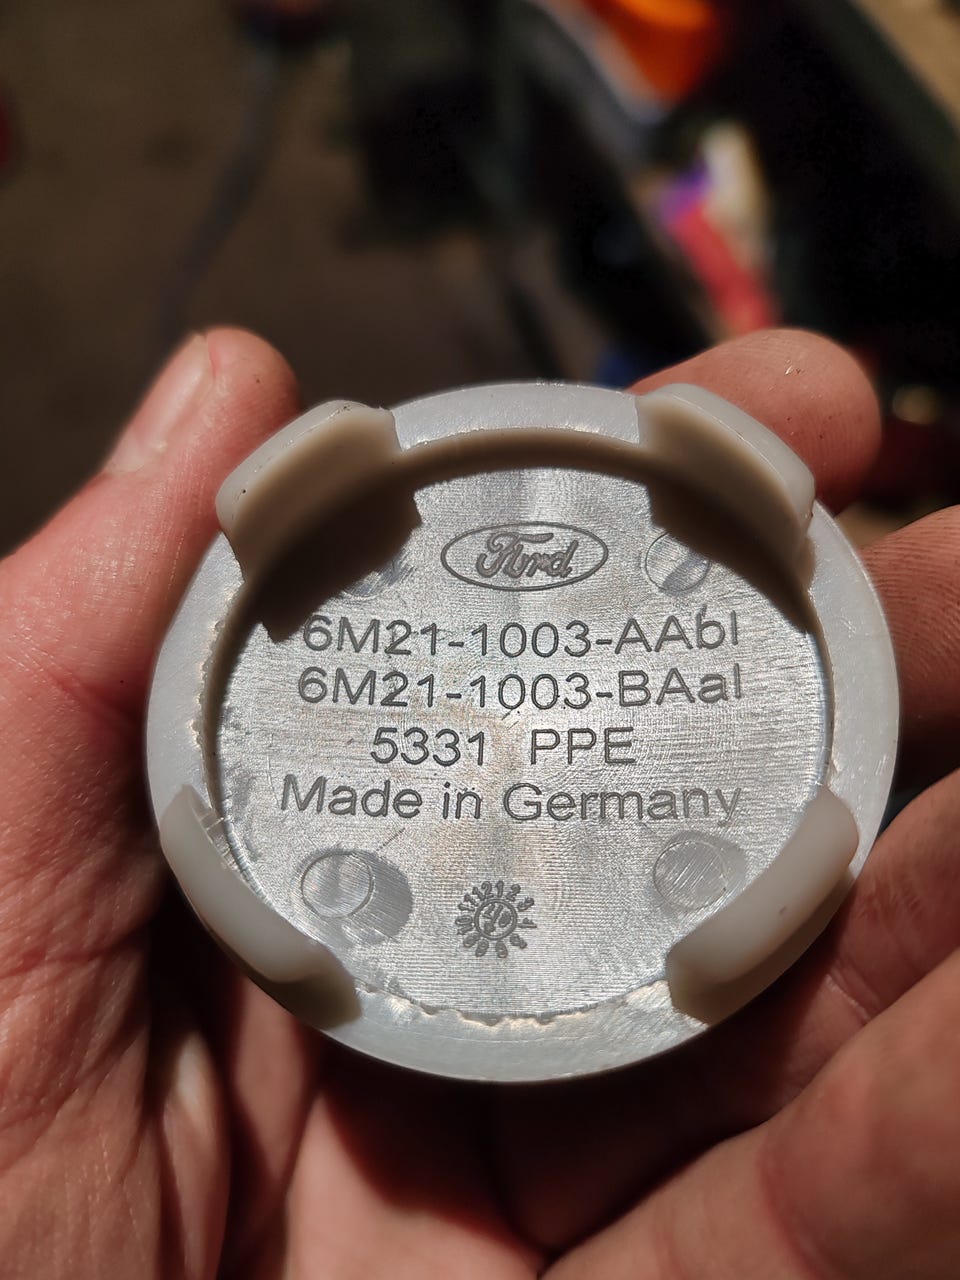 Ford
6M21-1003-AAbl
6M21-1003-BAal
5331 PPE
Made in Germany